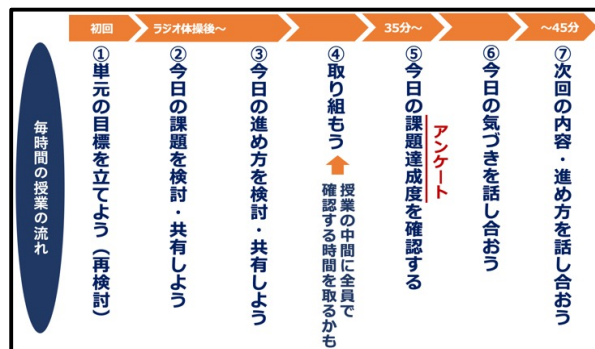 毎時間の授業の流れ
初回
ラジオ体操後～
35分～
～45分
①単元の目標を立てよう（再検討）
②今日の課題を検討・共有しよう
③今日の進め方を検討・共有しよう
④取り組もう
授業の中間に全員で
確認する時間を取るかも
⑤今日の課題達成度を確認する
アンケート
⑥今日の気づきを話し合おう
⑦次回の内容・進め方を話し合おう